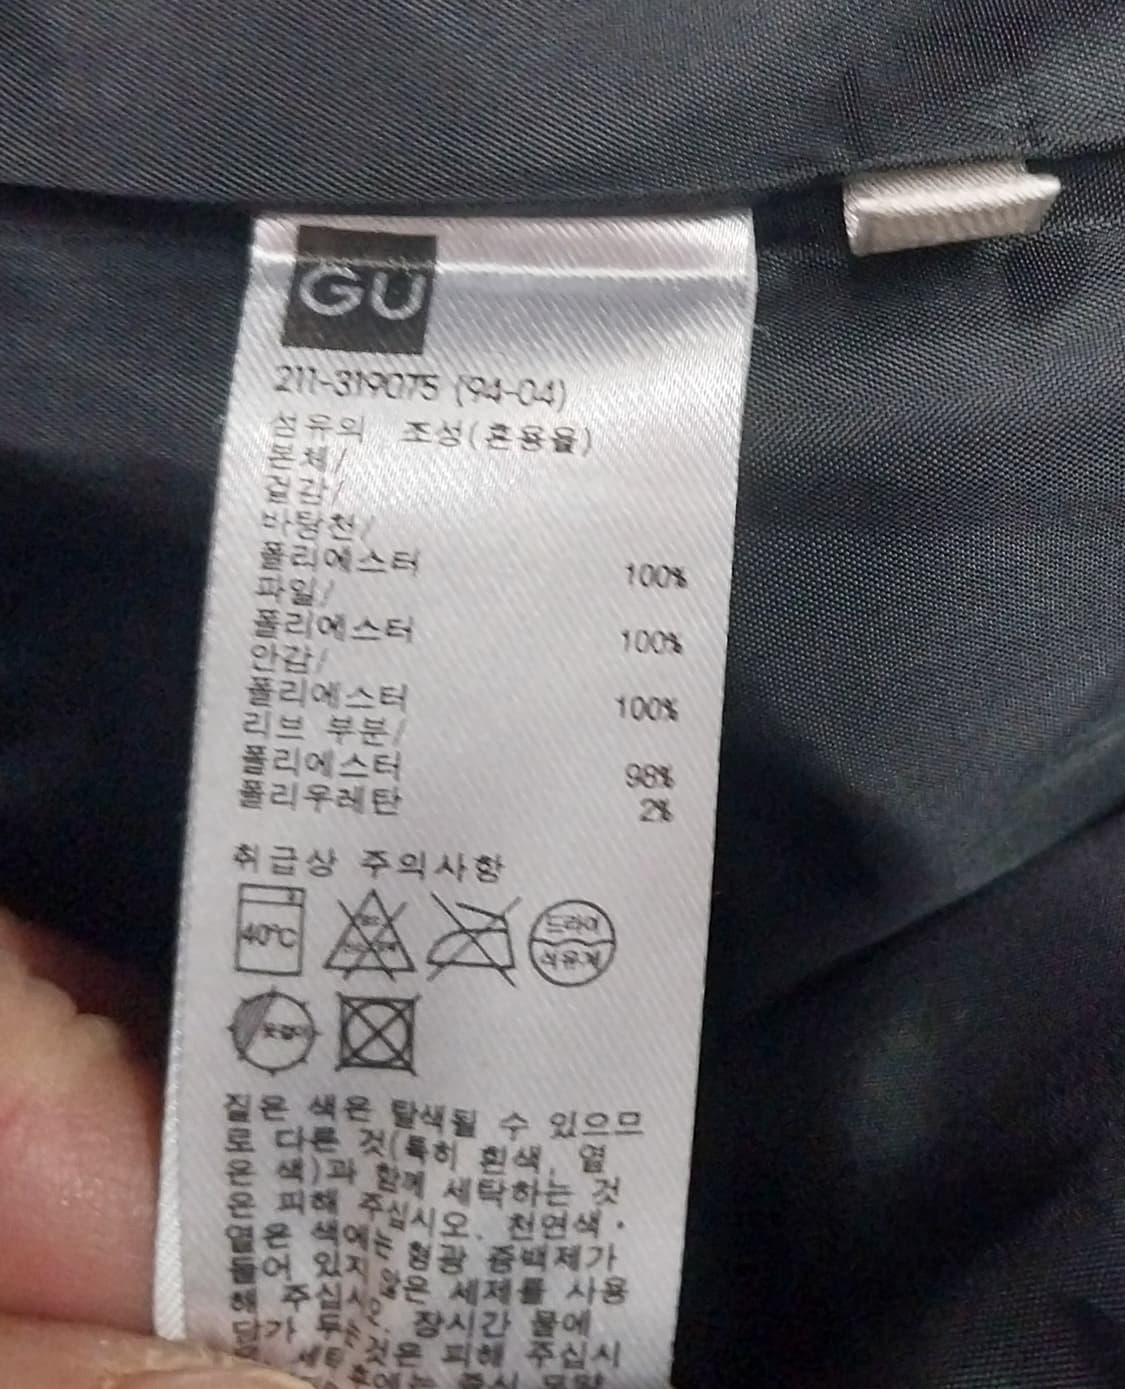 GU
211-319075 (94-04)
섬유의 조성(혼용율)
본체/
겉감/
바탕천/
폴리에스터 100%
파일/
폴리에스터 100%
안감/
폴리에스터 100%
리브 부분/
폴리에스터 98%
폴리우레탄 2%
취급상 주의사항
40℃
드라이
석유계
옷걸이
짙은 색은 탈색될 수 있으므
로 다른 것(특히 흰색, 옅
은 색)과 함께 세탁하는 것
은 피해 주십시오. 천연색·
옅은 색에는 형광 증백제가
들어 있지 않은 세제를 사용
해 주십시오. 장시간 물에
담가 두는 것은 피해 주십시